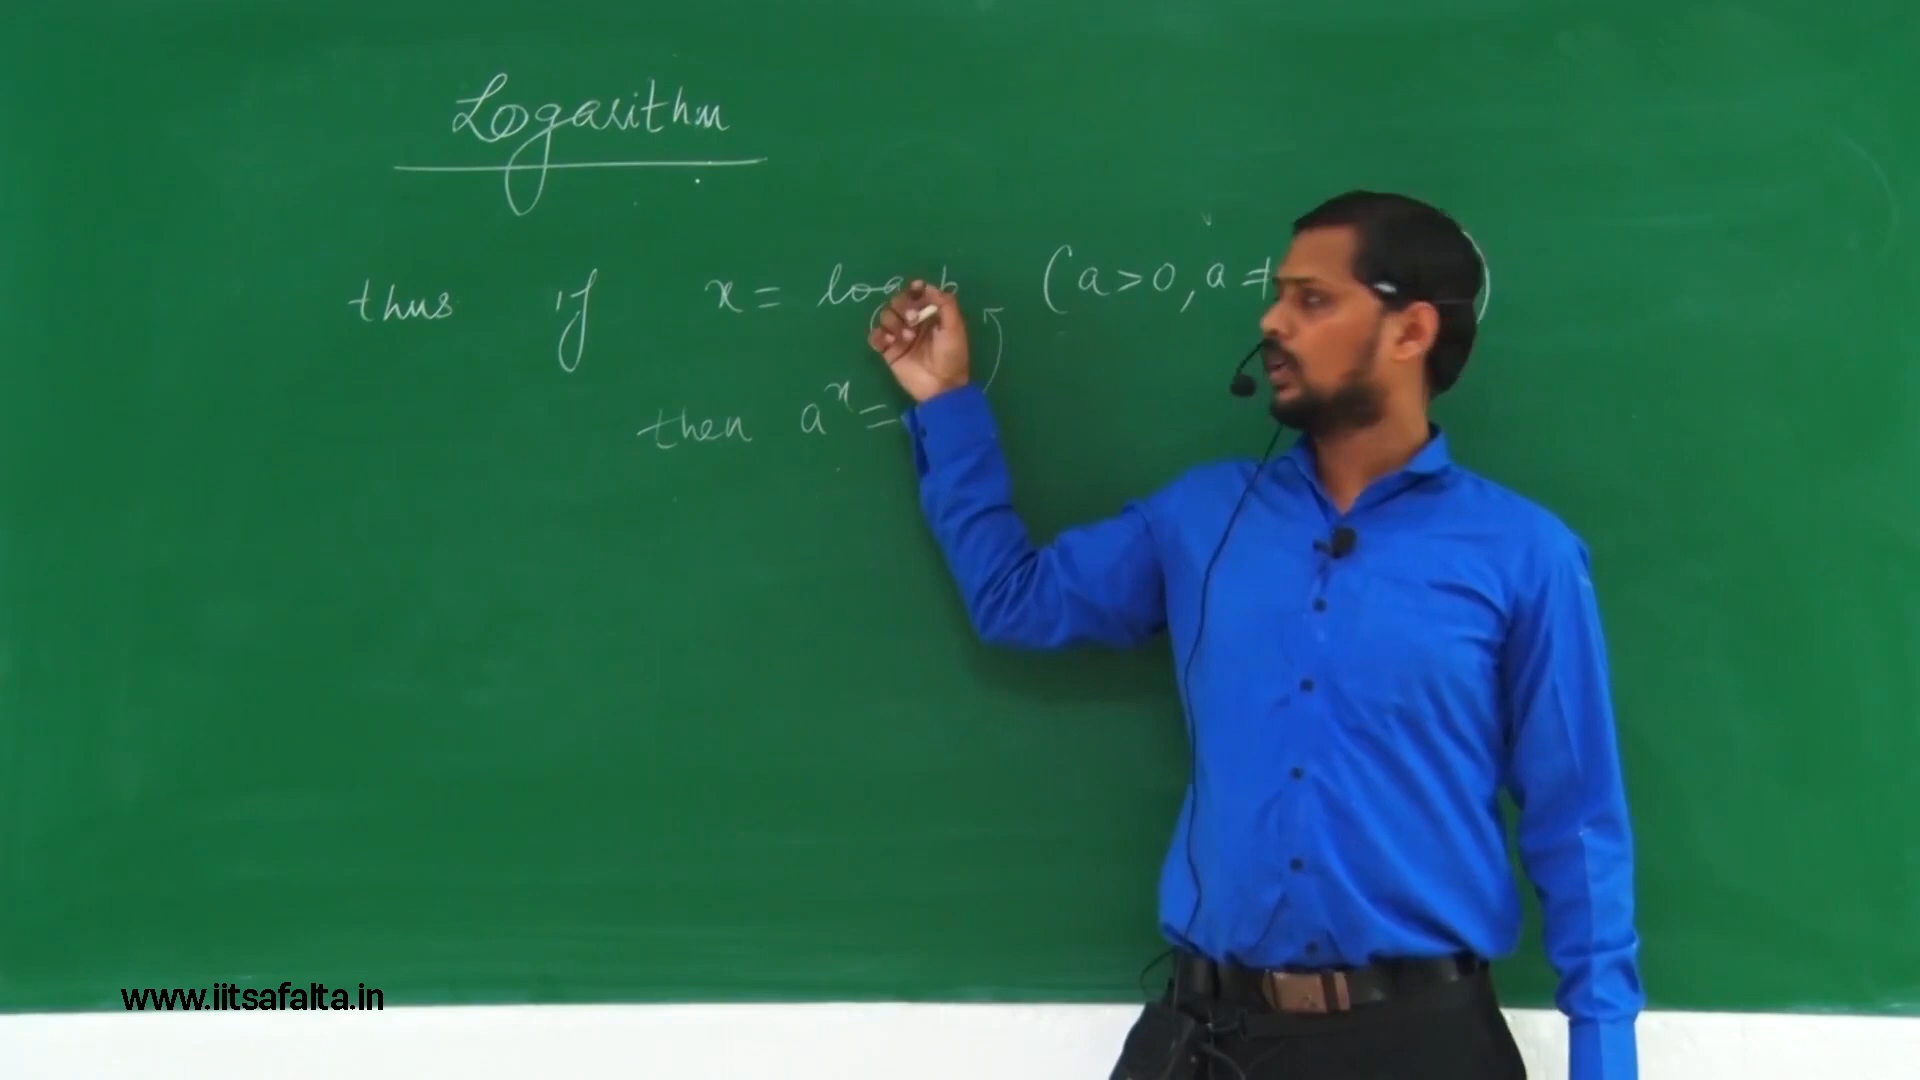 Logarithm
thus if x = log b (a>0, a ≠ )
then a^x =
www.iitsafalta.in